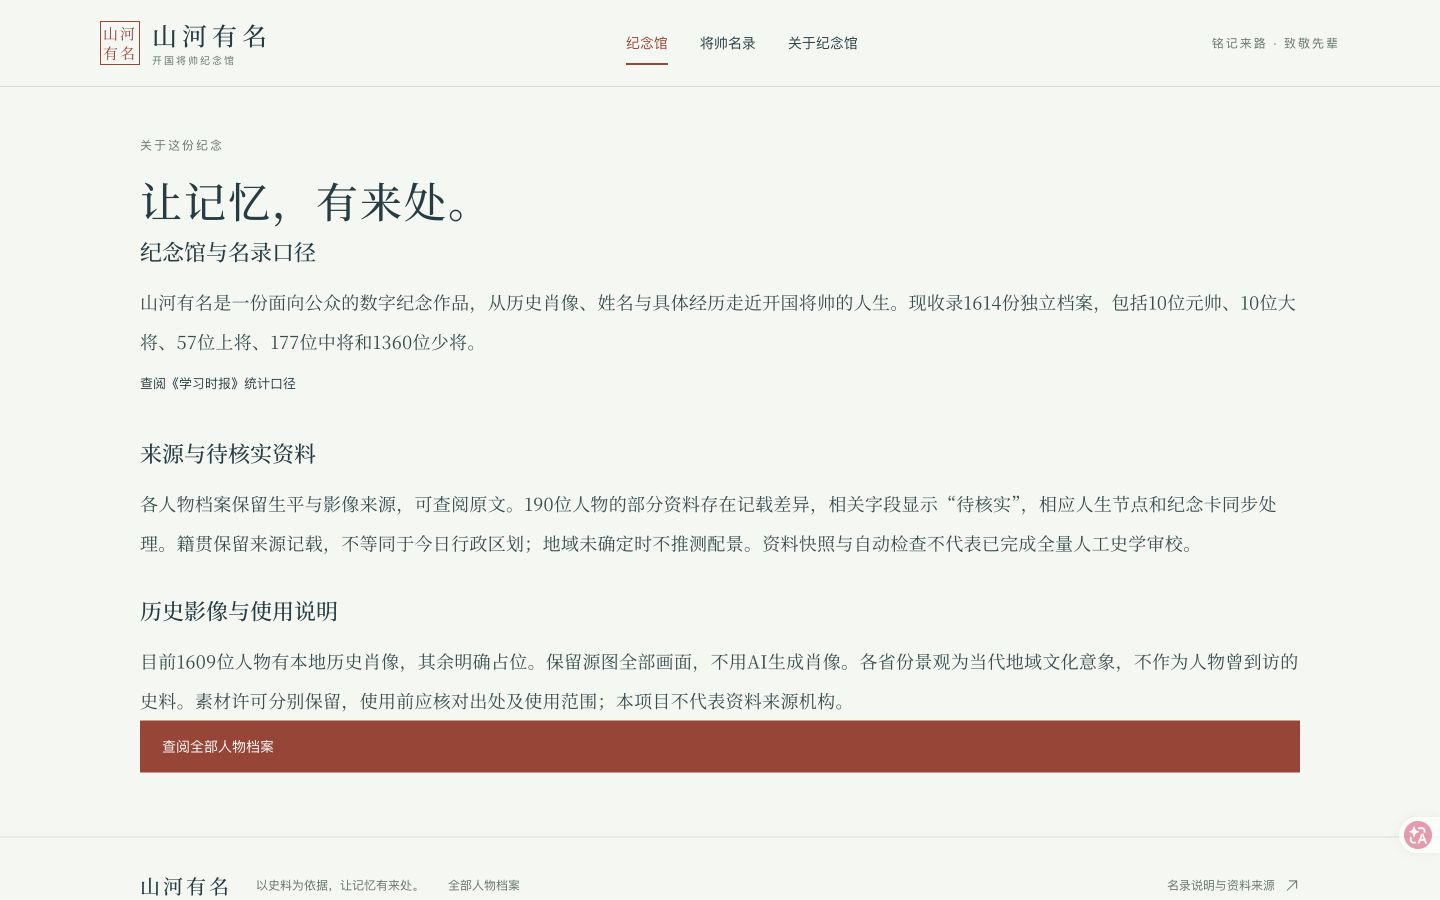 山河
有名
山河有名
开国将帅纪念馆
纪念馆
将帅名录
关于纪念馆
铭记来路 · 致敬先辈
关于这份纪念
让记忆，有来处。
纪念馆与名录口径
山河有名是一份面向公众的数字纪念作品，从历史肖像、姓名与具体经历走近开国将帅的人生。现收录1614份独立档案，包括10位元帅、10位大
将、57位上将、177位中将和1360位少将。
查阅《学习时报》统计口径
来源与待核实资料
各人物档案保留生平与影像来源，可查阅原文。190位人物的部分资料存在记载差异，相关字段显示“待核实”，相应人生节点和纪念卡同步处
理。籍贯保留来源记载，不等同于今日行政区划；地域未确定时不推测配景。资料快照与自动检查不代表已完成全量人工史学审校。
历史影像与使用说明
目前1609位人物有本地历史肖像，其余明确占位。保留源图全部画面，不用AI生成肖像。各省份景观为当代地域文化意象，不作为人物曾到访的
史料。素材许可分别保留，使用前应核对出处及使用范围；本项目不代表资料来源机构。
查阅全部人物档案
山河有名
以史料为依据，让记忆有来处。
全部人物档案
名录说明与资料来源